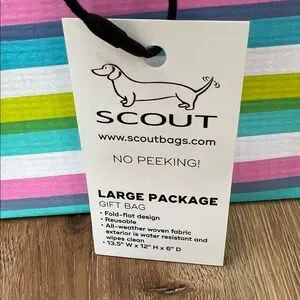 SCOUT
www.scoutbags.com
NO PEEKING!
LARGE PACKAGE
GIFT BAG
• Fold-flat design
• Reusable
• All-weather woven fabric
exterior is water resistant and
wipes clean
• 13.5" W x 12" H x 6" D